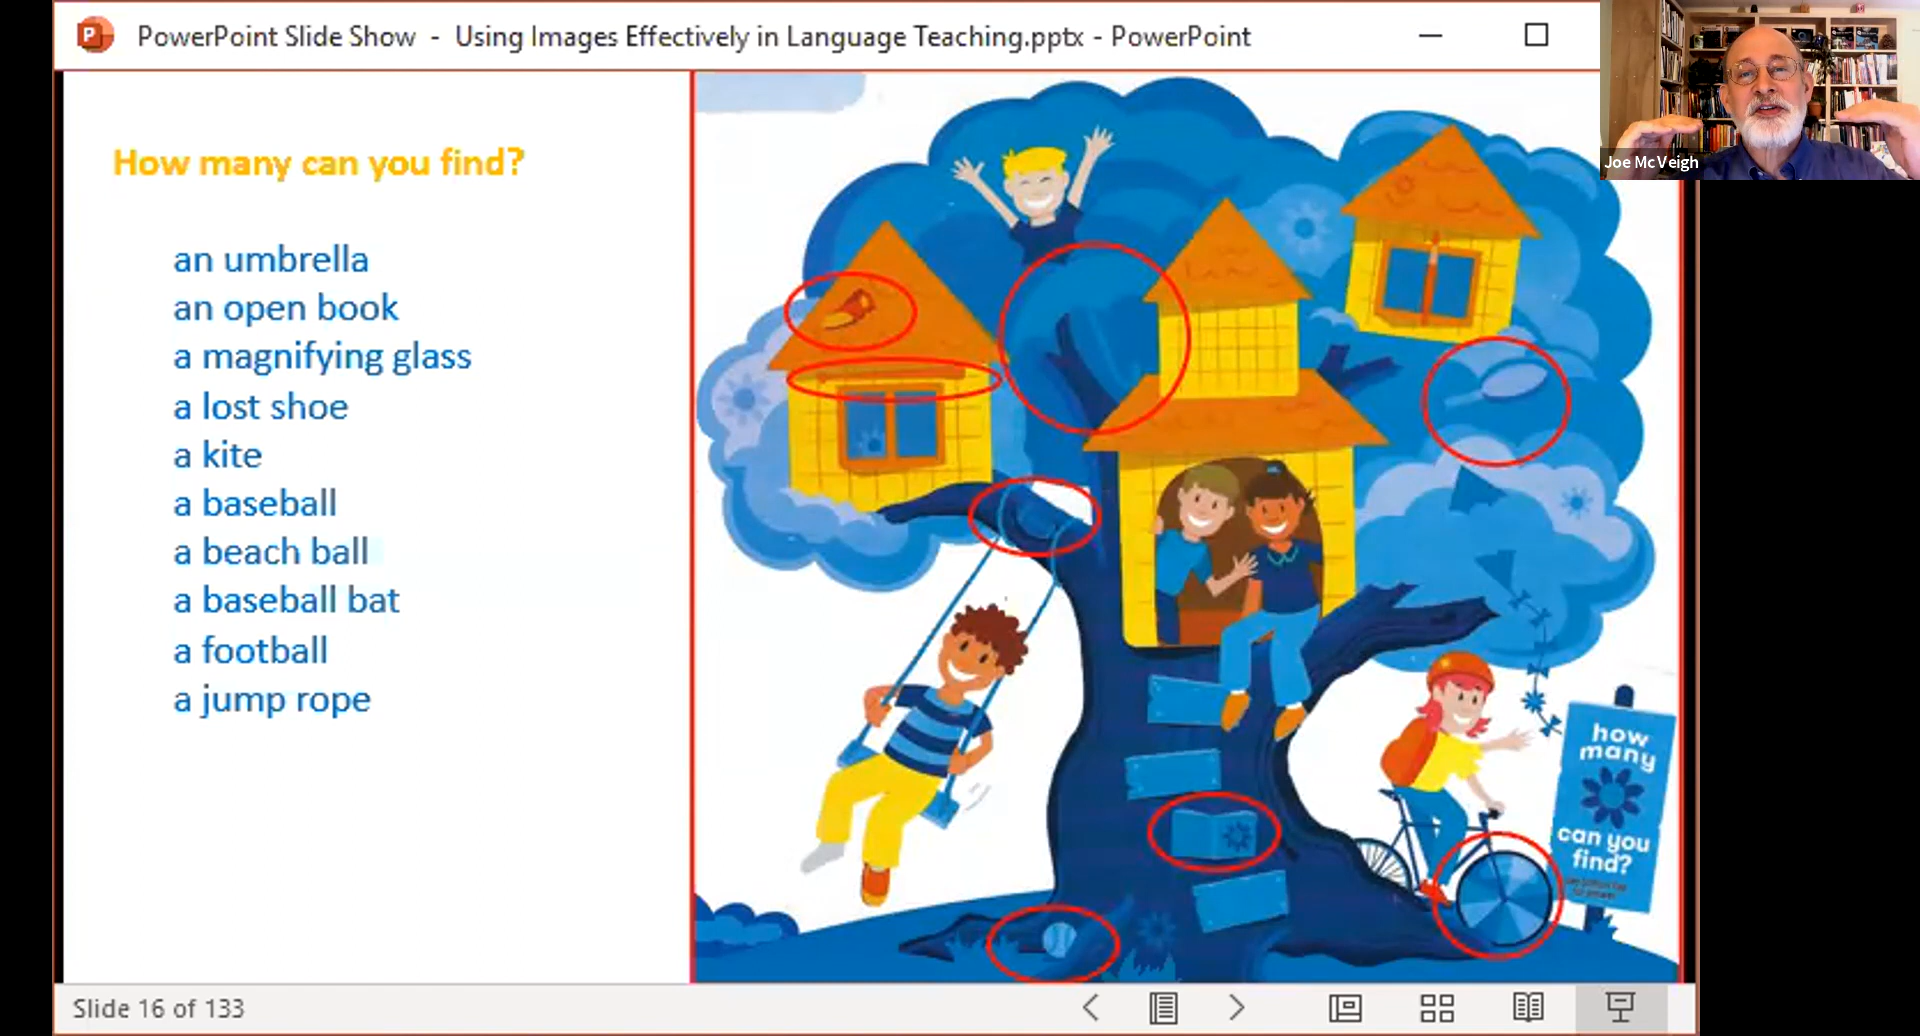 PowerPoint Slide Show - Using Images Effectively in Language Teaching.pptx - PowerPoint
Joe McVeigh
How many can you find?
an umbrella
an open book
a magnifying glass
a lost shoe
a kite
a baseball
a beach ball
a baseball bat
a football
a jump rope
how
many
can you
find?
Slide 16 of 133